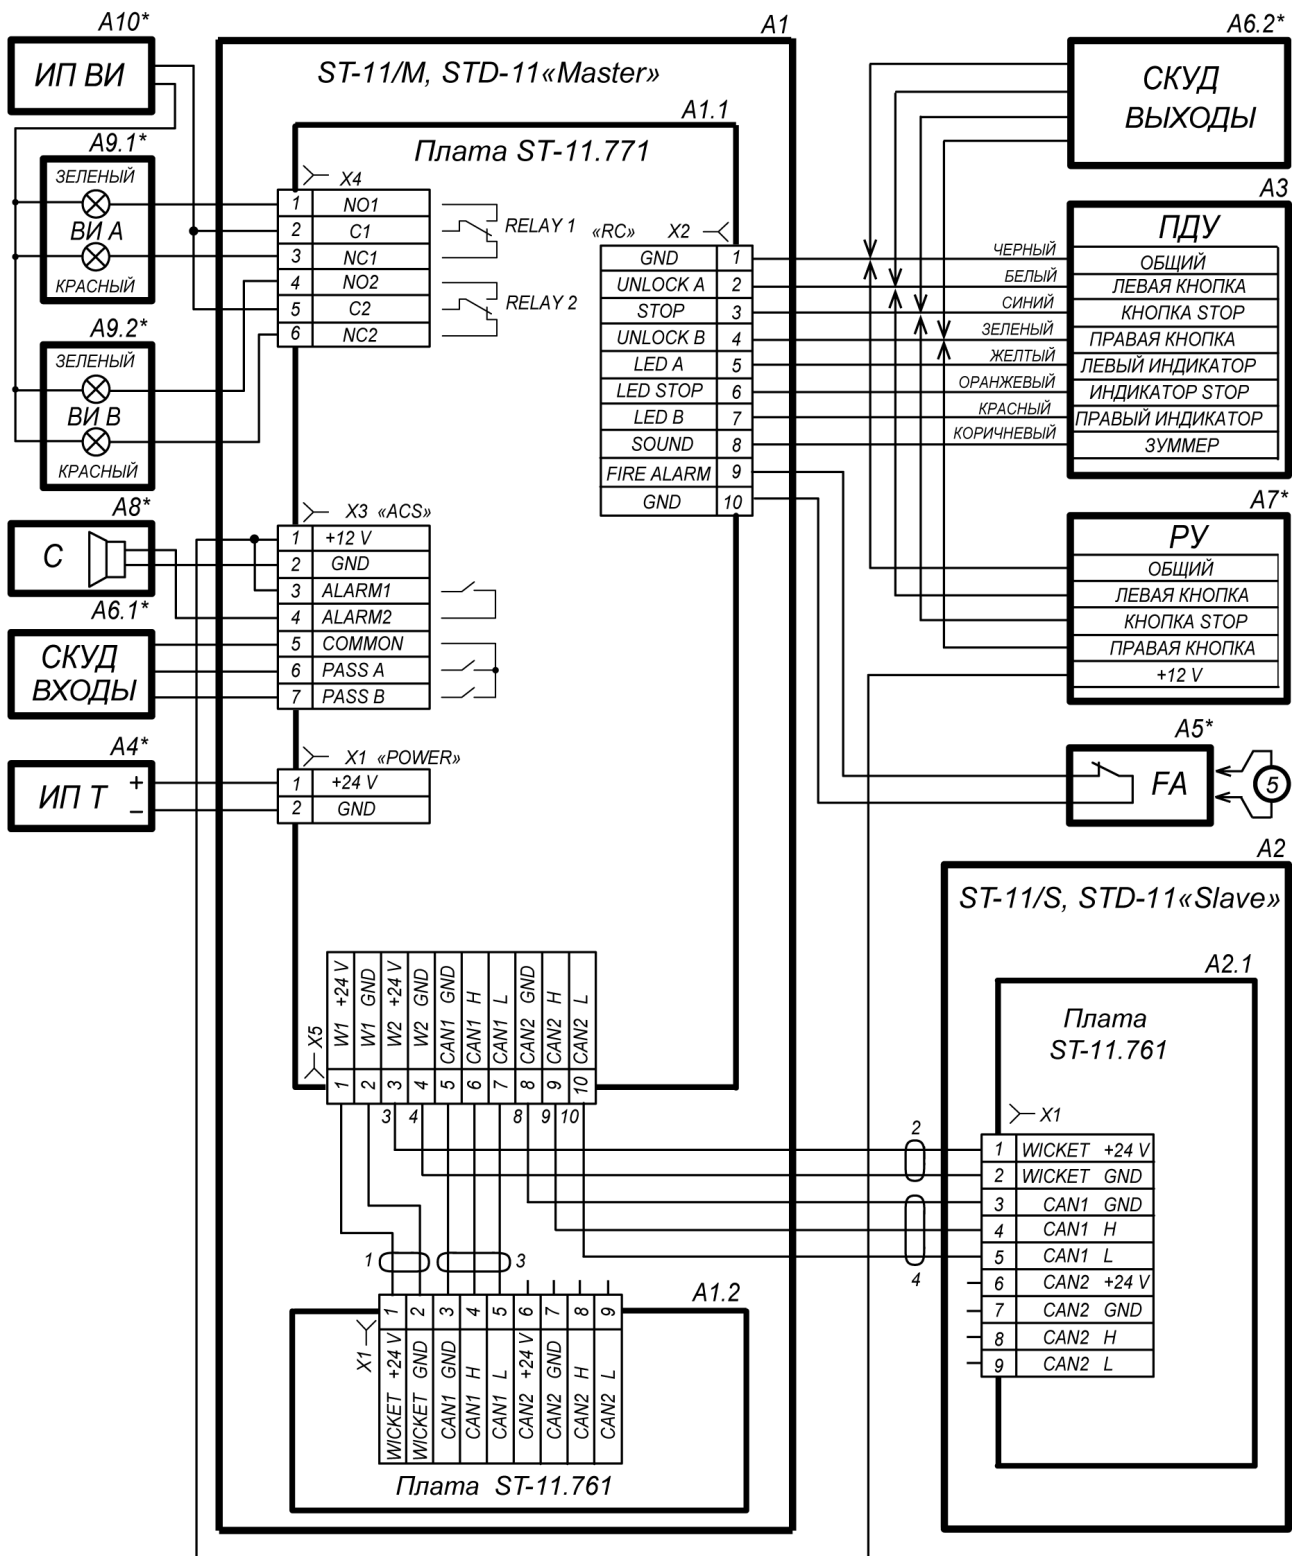 A10*
ИП ВИ
A9.1*
ЗЕЛЕНЫЙ
ВИ А
КРАСНЫЙ
A9.2*
ЗЕЛЕНЫЙ
ВИ В
КРАСНЫЙ
A8*
С
A6.1*
СКУД
ВХОДЫ
A4*
ИП Т
+
−
A1
ST-11/M, STD-11«Master»
A1.1
Плата ST-11.771
X4
1 NO1
2 C1
3 NC1
4 NO2
5 C2
6 NC2
RELAY 1
RELAY 2
X3 «ACS»
1 +12 V
2 GND
3 ALARM1
4 ALARM2
5 COMMON
6 PASS A
7 PASS B
X1 «POWER»
1 +24 V
2 GND
«RC» X2
GND 1
UNLOCK A 2
STOP 3
UNLOCK B 4
LED A 5
LED STOP 6
LED B 7
SOUND 8
FIRE ALARM 9
GND 10
X5
1 W1 +24 V
2 W1 GND
3 W2 +24 V
4 W2 GND
5 CAN1 GND
6 CAN1 H
7 CAN1 L
8 CAN2 GND
9 CAN2 H
10 CAN2 L
3 4 8 9 10
1 3
A1.2
X1
1 WICKET +24 V
2 WICKET GND
3 CAN1 GND
4 CAN1 H
5 CAN1 L
6 CAN2 +24 V
7 CAN2 GND
8 CAN2 H
9 CAN2 L
Плата ST-11.761
A6.2*
СКУД
ВЫХОДЫ
A3
ПДУ
ЧЕРНЫЙ ОБЩИЙ
БЕЛЫЙ ЛЕВАЯ КНОПКА
СИНИЙ КНОПКА STOP
ЗЕЛЕНЫЙ ПРАВАЯ КНОПКА
ЖЕЛТЫЙ ЛЕВЫЙ ИНДИКАТОР
ОРАНЖЕВЫЙ ИНДИКАТОР STOP
КРАСНЫЙ ПРАВЫЙ ИНДИКАТОР
КОРИЧНЕВЫЙ ЗУММЕР
A7*
РУ
ОБЩИЙ
ЛЕВАЯ КНОПКА
КНОПКА STOP
ПРАВАЯ КНОПКА
+12 V
A5*
FA
5
A2
ST-11/S, STD-11«Slave»
A2.1
Плата
ST-11.761
X1
2
4
1 WICKET +24 V
2 WICKET GND
3 CAN1 GND
4 CAN1 H
5 CAN1 L
6 CAN2 +24 V
7 CAN2 GND
8 CAN2 H
9 CAN2 L